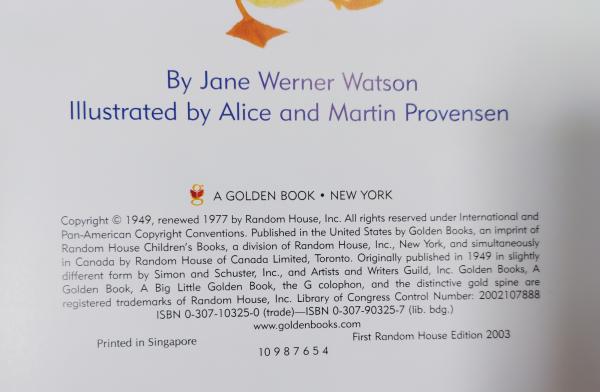 By Jane Werner Watson
Illustrated by Alice and Martin Provensen
A GOLDEN BOOK • NEW YORK
Copyright © 1949, renewed 1977 by Random House, Inc. All rights reserved under International and
Pan-American Copyright Conventions. Published in the United States by Golden Books, an imprint of
Random House Children's Books, a division of Random House, Inc., New York, and simultaneously
in Canada by Random House of Canada Limited, Toronto. Originally published in 1949 in slightly
different form by Simon and Schuster, Inc., and Artists and Writers Guild, Inc. Golden Books, A
Golden Book, A Big Little Golden Book, the G colophon, and the distinctive gold spine are
registered trademarks of Random House, Inc. Library of Congress Control Number: 2002107888
ISBN 0-307-10325-0 (trade)—ISBN 0-307-90325-7 (lib. bdg.)
www.goldenbooks.com
Printed in Singapore First Random House Edition 2003
10 9 8 7 6 5 4